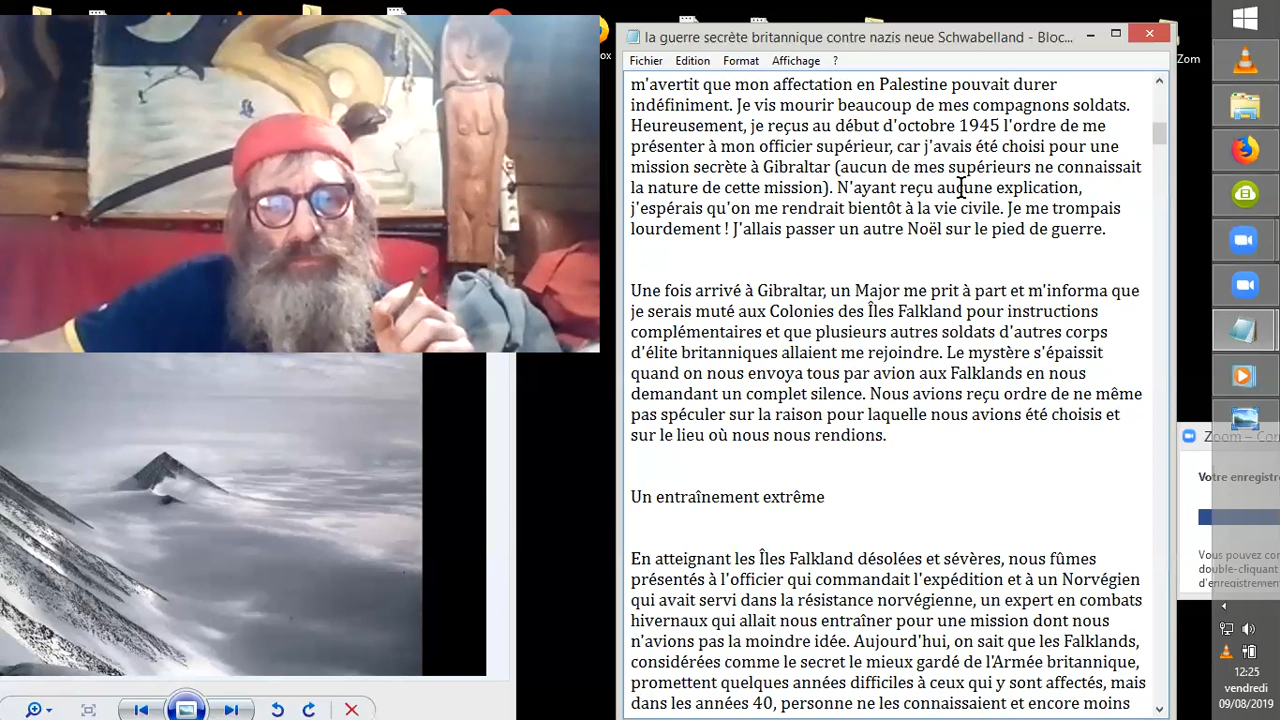 la guerre secrète britannique contre nazis neue Schwabelland - Bloc...
Fichier Edition Format Affichage ?
m'avertit que mon affectation en Palestine pouvait durer
indéfiniment. Je vis mourir beaucoup de mes compagnons soldats.
Heureusement, je reçus au début d'octobre 1945 l'ordre de me
présenter à mon officier supérieur, car j'avais été choisi pour une
mission secrète à Gibraltar (aucun de mes supérieurs ne connaissait
la nature de cette mission). N'ayant reçu aucune explication,
j'espérais qu'on me rendrait bientôt à la vie civile. Je me trompais
lourdement ! J'allais passer un autre Noël sur le pied de guerre.
Une fois arrivé à Gibraltar, un Major me prit à part et m'informa que
je serais muté aux Colonies des Îles Falkland pour instructions
complémentaires et que plusieurs autres soldats d'autres corps
d'élite britanniques allaient me rejoindre. Le mystère s'épaissit
quand on nous envoya tous par avion aux Falklands en nous
demandant un complet silence. Nous avions reçu ordre de ne même
pas spéculer sur la raison pour laquelle nous avions été choisis et
sur le lieu où nous nous rendions.
Un entraînement extrême
En atteignant les Îles Falkland désolées et sévères, nous fûmes
présentés à l'officier qui commandait l'expédition et à un Norvégien
qui avait servi dans la résistance norvégienne, un expert en combats
hivernaux qui allait nous entraîner pour une mission dont nous
n'avions pas la moindre idée. Aujourd'hui, on sait que les Falklands,
considérées comme le secret le mieux gardé de l'Armée britannique,
promettent quelques années difficiles à ceux qui y sont affectés, mais
dans les années 40, personne ne les connaissaient et encore moins
ox
Zom
Zoom – Con
Votre enregistre
Vous pouvez cor
double-cliquant
d'enregistremen
12:25
vendredi
09/08/2019